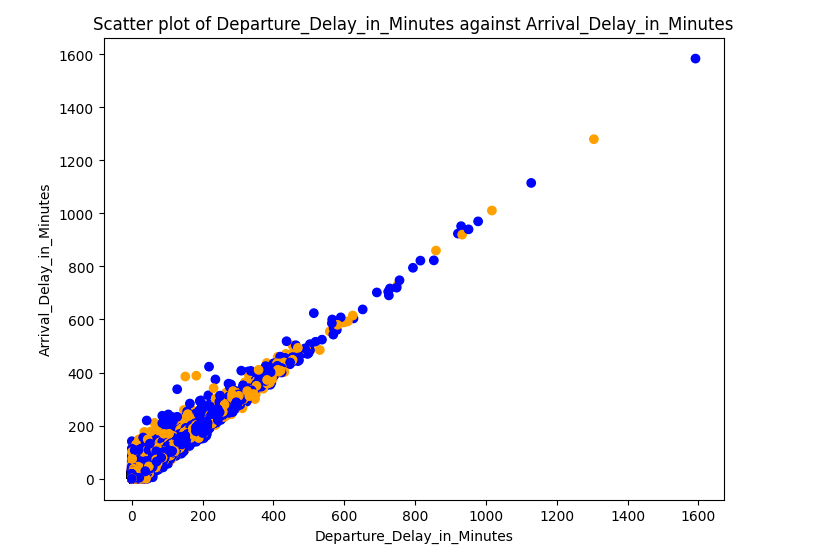 Scatter plot of Departure_Delay_in_Minutes against Arrival_Delay_in_Minutes
1600
1400
1200
1000
800
600
400
200
0
Arrival_Delay_in_Minutes
0 200 400 600 800 1000 1200 1400 1600
Departure_Delay_in_Minutes